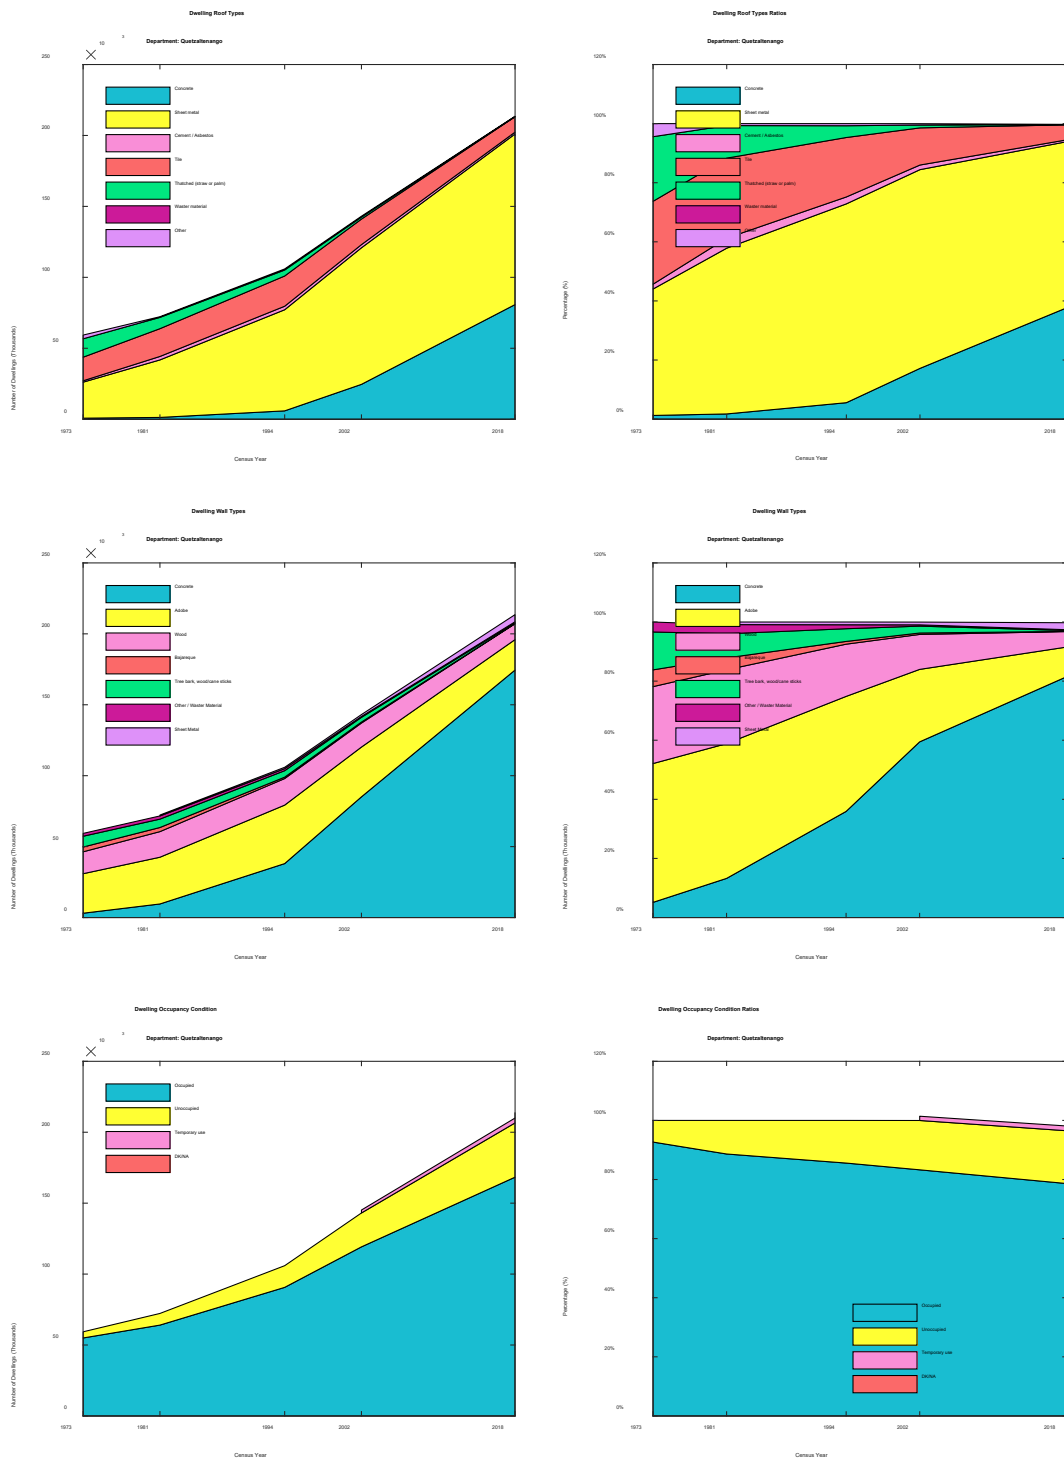 Dwelling Roof Types
Department: Quetzaltenango
10
3
250
200
150
100
50
0
Number of Dwellings (Thousands)
Concrete
Sheet metal
Cement / Asbestos
Tile
Thatched (straw or palm)
Waster material
Other
1973
1981
1994
2002
2018
Census Year
Dwelling Roof Types Ratios
Department: Quetzaltenango
120%
100%
80%
60%
40%
20%
0%
Percentage (%)
Concrete
Sheet metal
Cement / Asbestos
Tile
Thatched (straw or palm)
Waster material
Other
1973
1981
1994
2002
2018
Census Year
Dwelling Wall Types
Department: Quetzaltenango
10
3
250
200
150
100
50
0
Number of Dwellings (Thousands)
Concrete
Adobe
Wood
Bajareque
Tree bark, wood/cane sticks
Other / Waster Material
Sheet Metal
1973
1981
1994
2002
2018
Census Year
Dwelling Wall Types
Department: Quetzaltenango
120%
100%
80%
60%
40%
20%
0%
Number of Dwellings (Thousands)
Concrete
Adobe
Wood
Bajareque
Tree bark, wood/cane sticks
Other / Waster Material
Sheet Metal
1973
1981
1994
2002
2018
Census Year
Dwelling Occupancy Condition
Department: Quetzaltenango
10
3
250
200
150
100
50
0
Number of Dwellings (Thousands)
Occupied
Unoccupied
Temporary use
DK/NA
1973
1981
1994
2002
2018
Census Year
Dwelling Occupancy Condition Ratios
Department: Quetzaltenango
120%
100%
80%
60%
40%
20%
0%
Percentage (%)
Occupied
Unoccupied
Temporary use
DK/NA
1973
1981
1994
2002
2018
Census Year